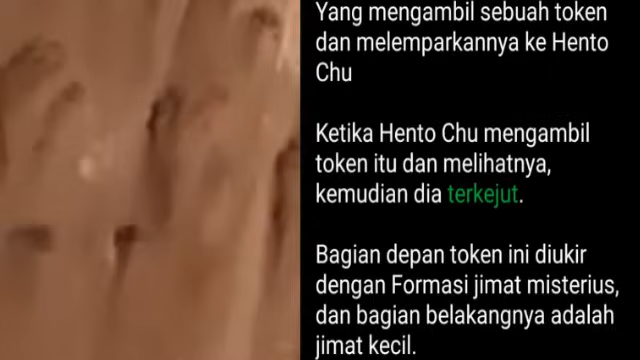 Yang mengambil sebuah token
dan melemparkannya ke Hento
Chu
Ketika Hento Chu mengambil
token itu dan melihatnya,
kemudian dia terkejut.
Bagian depan token ini diukir
dengan Formasi jimat misterius,
dan bagian belakangnya adalah
jimat kecil.